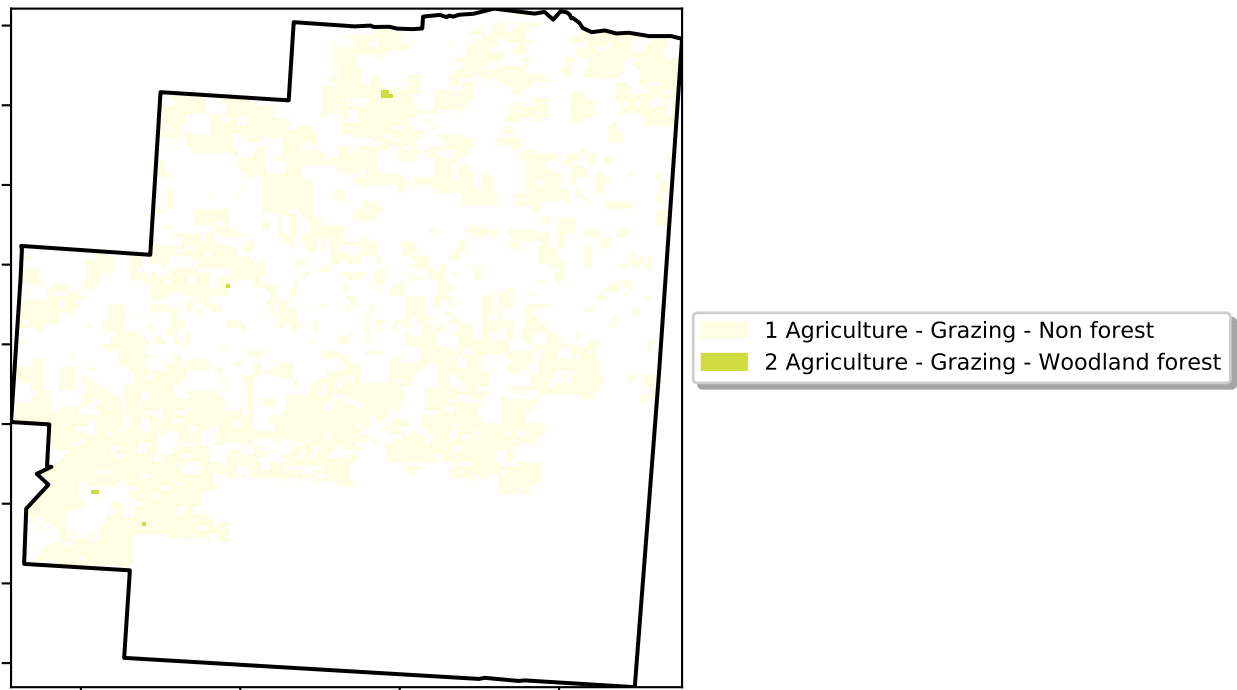 1 Agriculture - Grazing - Non forest
2 Agriculture - Grazing - Woodland forest